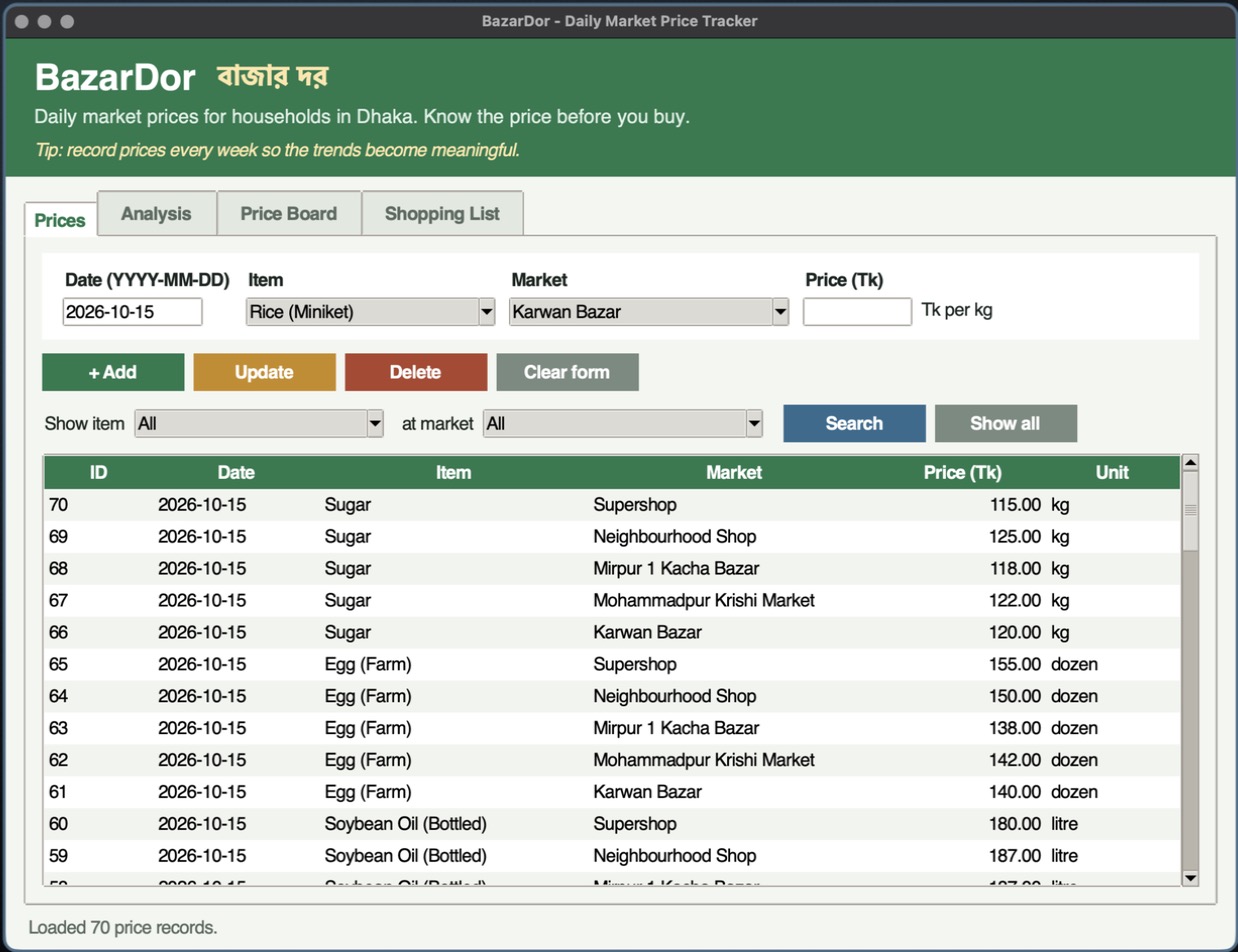 BazarDor - Daily Market Price Tracker
BazarDor বাজার দর
Daily market prices for households in Dhaka. Know the price before you buy.
Tip: record prices every week so the trends become meaningful.
Prices Analysis Price Board Shopping List
Date (YYYY-MM-DD) Item Market Price (Tk)
2026-10-15 Rice (Miniket) Karwan Bazar Tk per kg
+ Add Update Delete Clear form
Show item All at market All Search Show all
ID Date Item Market Price (Tk) Unit
70 2026-10-15 Sugar Supershop 115.00 kg
69 2026-10-15 Sugar Neighbourhood Shop 125.00 kg
68 2026-10-15 Sugar Mirpur 1 Kacha Bazar 118.00 kg
67 2026-10-15 Sugar Mohammadpur Krishi Market 122.00 kg
66 2026-10-15 Sugar Karwan Bazar 120.00 kg
65 2026-10-15 Egg (Farm) Supershop 155.00 dozen
64 2026-10-15 Egg (Farm) Neighbourhood Shop 150.00 dozen
63 2026-10-15 Egg (Farm) Mirpur 1 Kacha Bazar 138.00 dozen
62 2026-10-15 Egg (Farm) Mohammadpur Krishi Market 142.00 dozen
61 2026-10-15 Egg (Farm) Karwan Bazar 140.00 dozen
60 2026-10-15 Soybean Oil (Bottled) Supershop 180.00 litre
59 2026-10-15 Soybean Oil (Bottled) Neighbourhood Shop 187.00 litre
Loaded 70 price records.